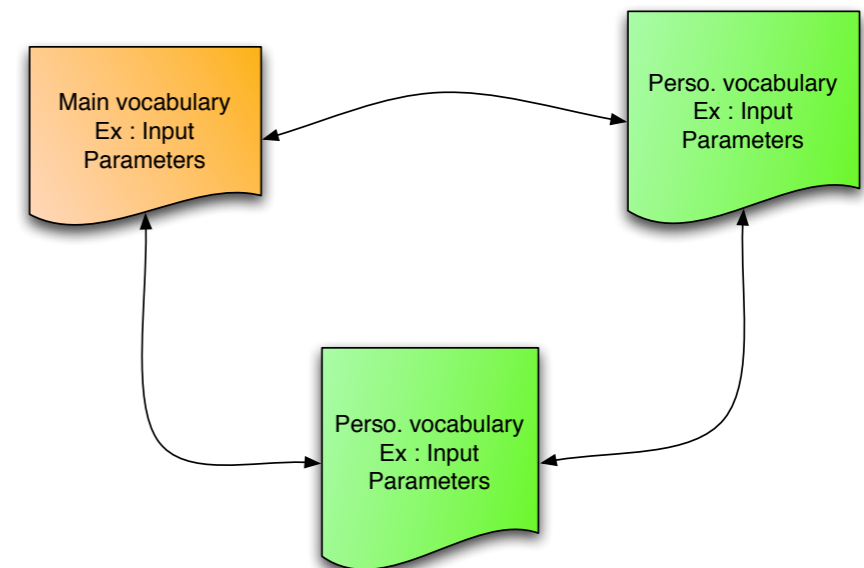 Main vocabulary
Ex : Input
Parameters
Perso. vocabulary
Ex : Input
Parameters
Perso. vocabulary
Ex : Input
Parameters